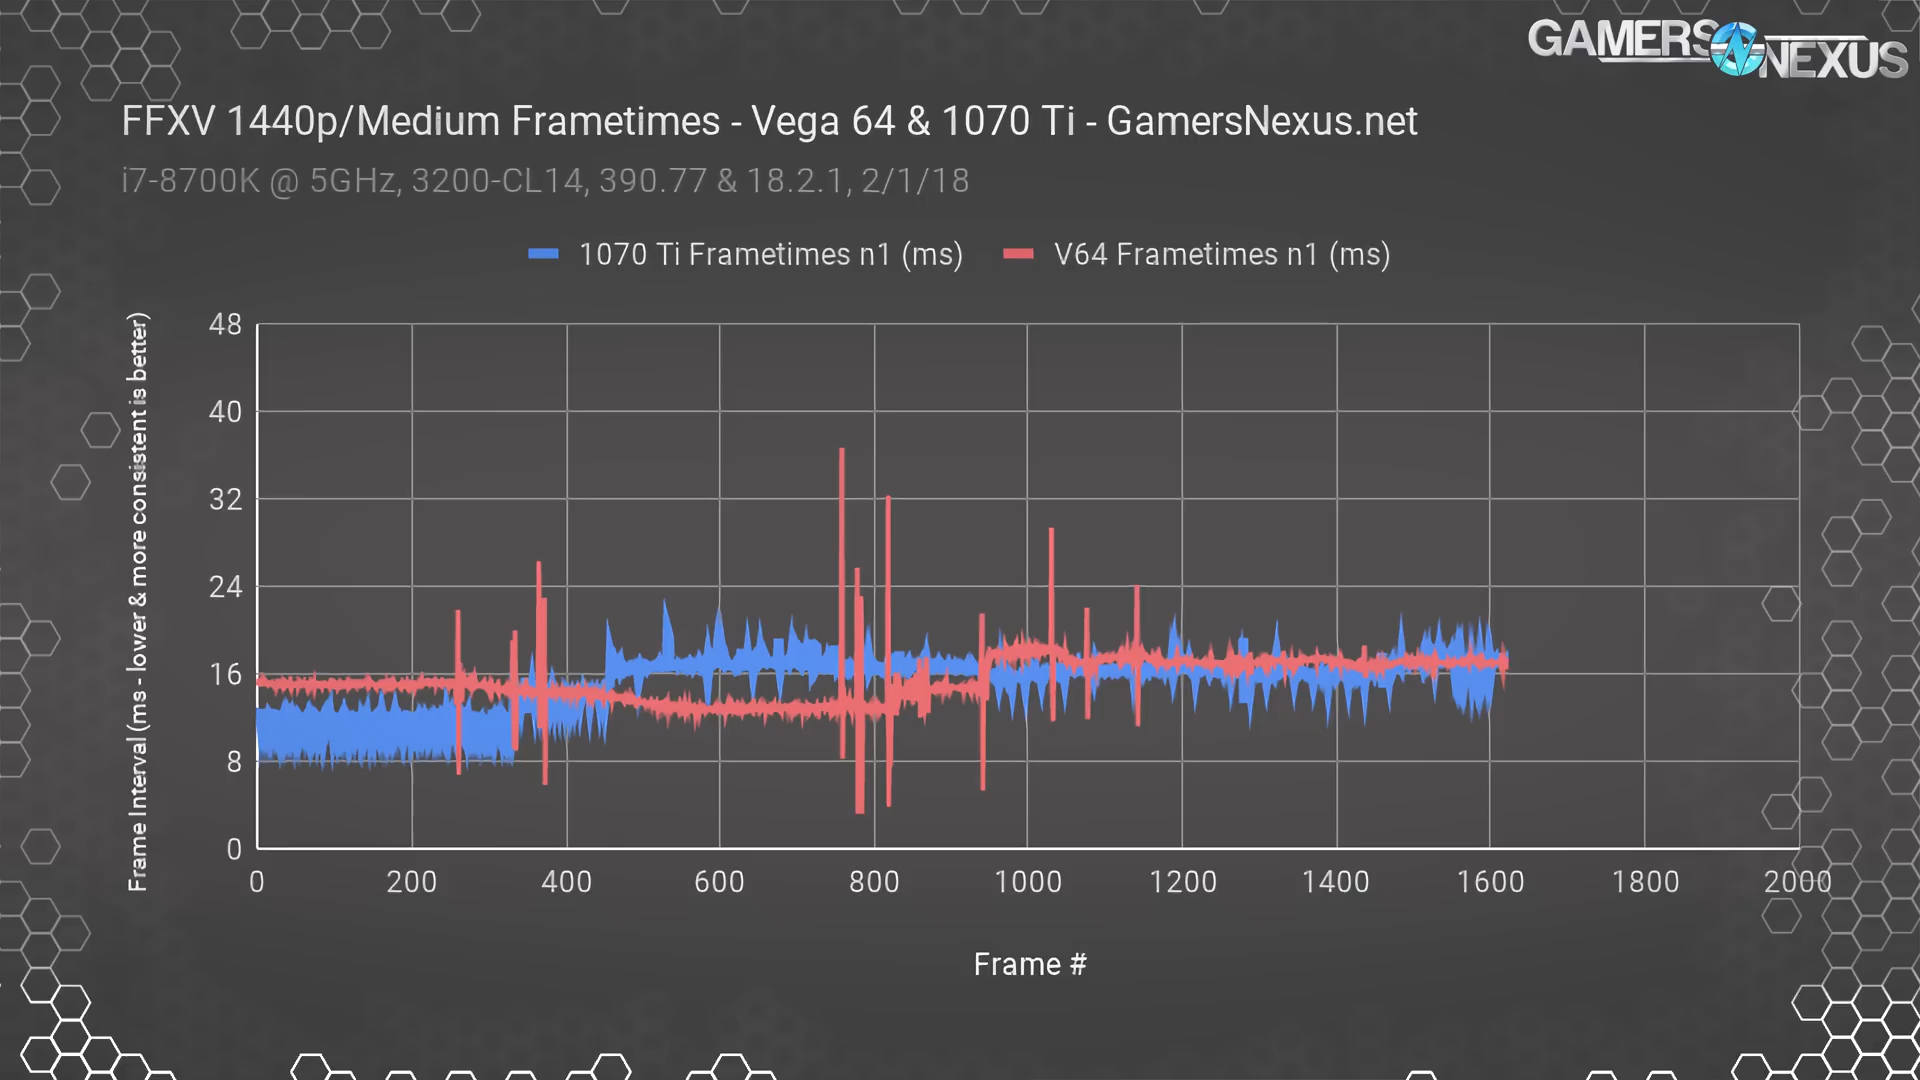 GAMERS NEXUS
FFXV 1440p/Medium Frametimes - Vega 64 & 1070 Ti - GamersNexus.net
i7-8700K @ 5GHz, 3200-CL14, 390.77 & 18.2.1, 2/1/18
1070 Ti Frametimes n1 (ms)
V64 Frametimes n1 (ms)
Frame Interval (ms - lower & more consistent is better)
48
40
32
24
16
8
0
0 200 400 600 800 1000 1200 1400 1600 1800 2000
Frame #